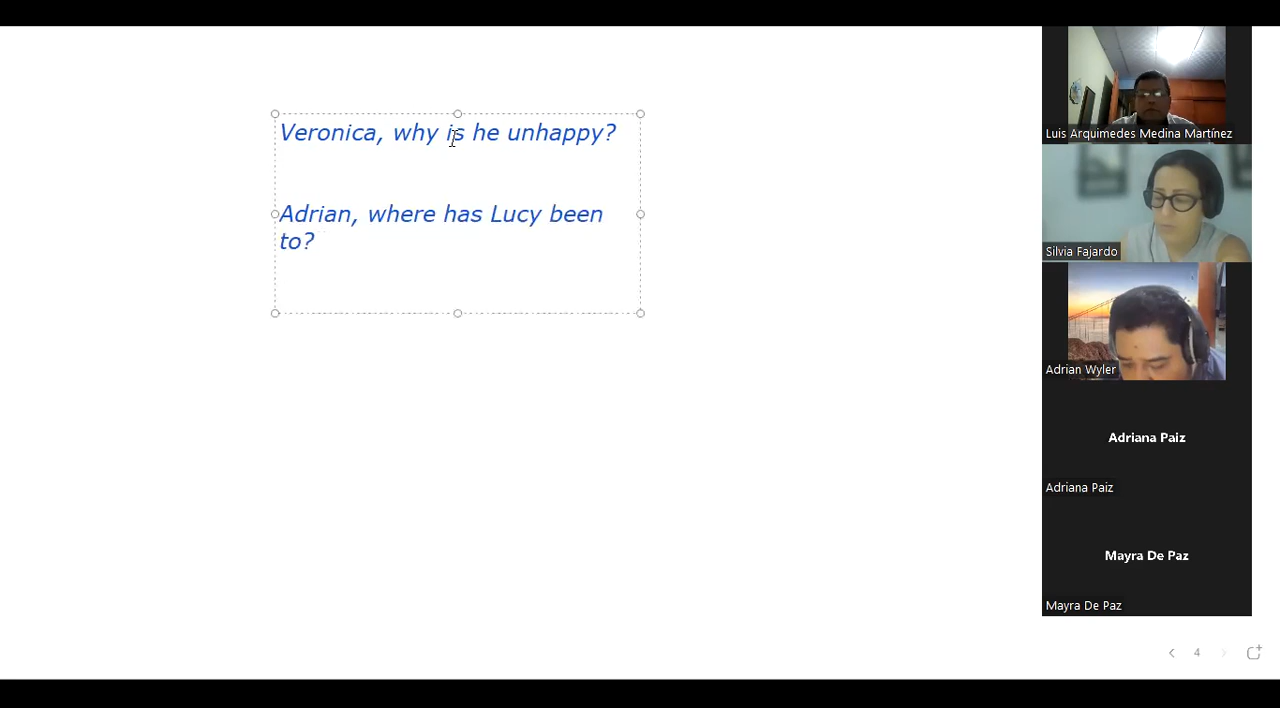 Veronica, why is he unhappy?
Adrian, where has Lucy been
to?
Luis Arquimedes Medina Martínez
Silvia Fajardo
Adrian Wyler
Adriana Paiz
Adriana Paiz
Mayra De Paz
Mayra De Paz
4